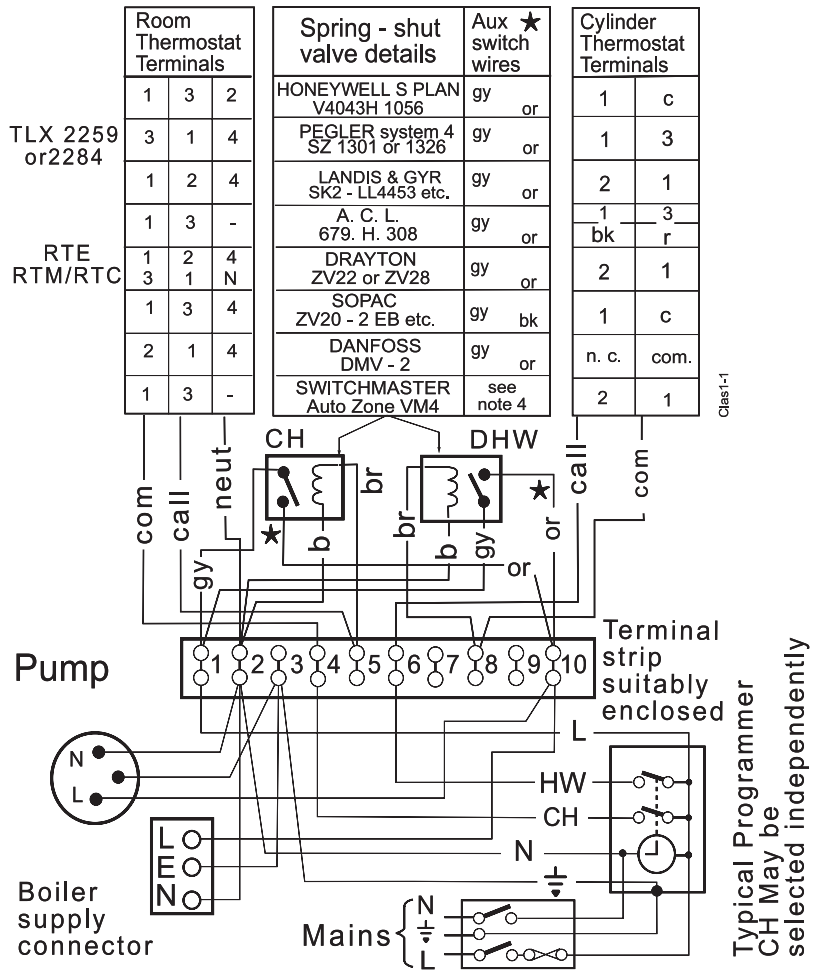 Room
Thermostat
Terminals
Spring - shut
valve details
Aux ★
switch
wires
Cylinder
Thermostat
Terminals
1 3 2
HONEYWELL S PLAN
V4043H 1056
gy or
1 c
TLX 2259
or2284
3 1 4
PEGLER system 4
SZ 1301 or 1326
gy or
1 3
1 2 4
LANDIS & GYR
SK2 - LL4453 etc.
gy or
2 1
1 3 -
A. C. L.
679. H. 308
gy or
1 3
bk r
RTE
RTM/RTC
1 2 4
3 1 N
DRAYTON
ZV22 or ZV28
gy or
2 1
1 3 4
SOPAC
ZV20 - 2 EB etc.
gy bk
1 c
2 1 4
DANFOSS
DMV - 2
gy or
n. c. com.
1 3 -
SWITCHMASTER
Auto Zone VM4
see
note 4
2 1
Clas1-1
com
call
neut
CH
DHW
br
br
b
b
gy
gy
★
★
or
or
call
com
1 2 3 4 5 6 7 8 9 10
Terminal
strip
suitably
enclosed
Pump
N
L
L
HW
CH
N
Typical Programmer
CH May be
selected independently
L
E
N
Boiler
supply
connector
Mains
N
L